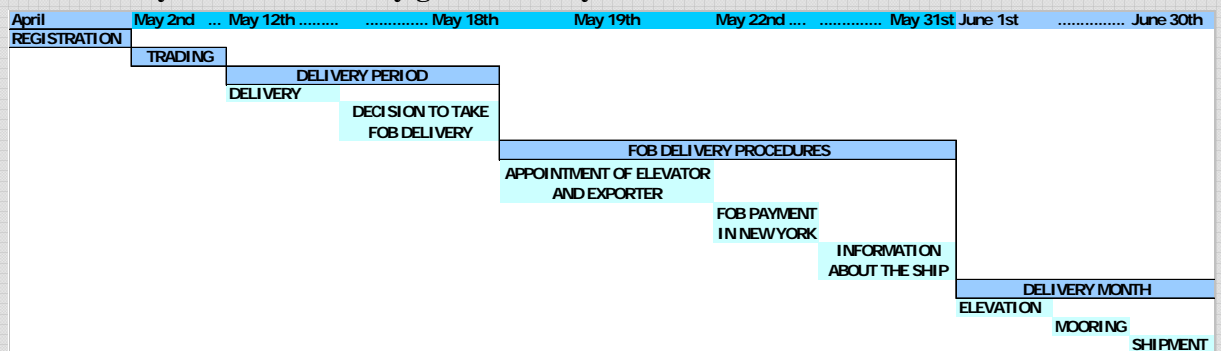 April May 2nd ... May 12th ......... .............. May 18th May 19th May 22nd .... .............. May 31st June 1st ............... June 30th
REGISTRATION
TRADING
DELIVERY PERIOD
DELIVERY
DECISION TO TAKE
FOB DELIVERY
FOB DELIVERY PROCEDURES
APPOINTMENT OF ELEVATOR
AND EXPORTER
FOB PAYMENT
IN NEW YORK
INFORMATION
ABOUT THE SHIP
DELIVERY MONTH
ELEVATION
MOORING
SHIPMENT